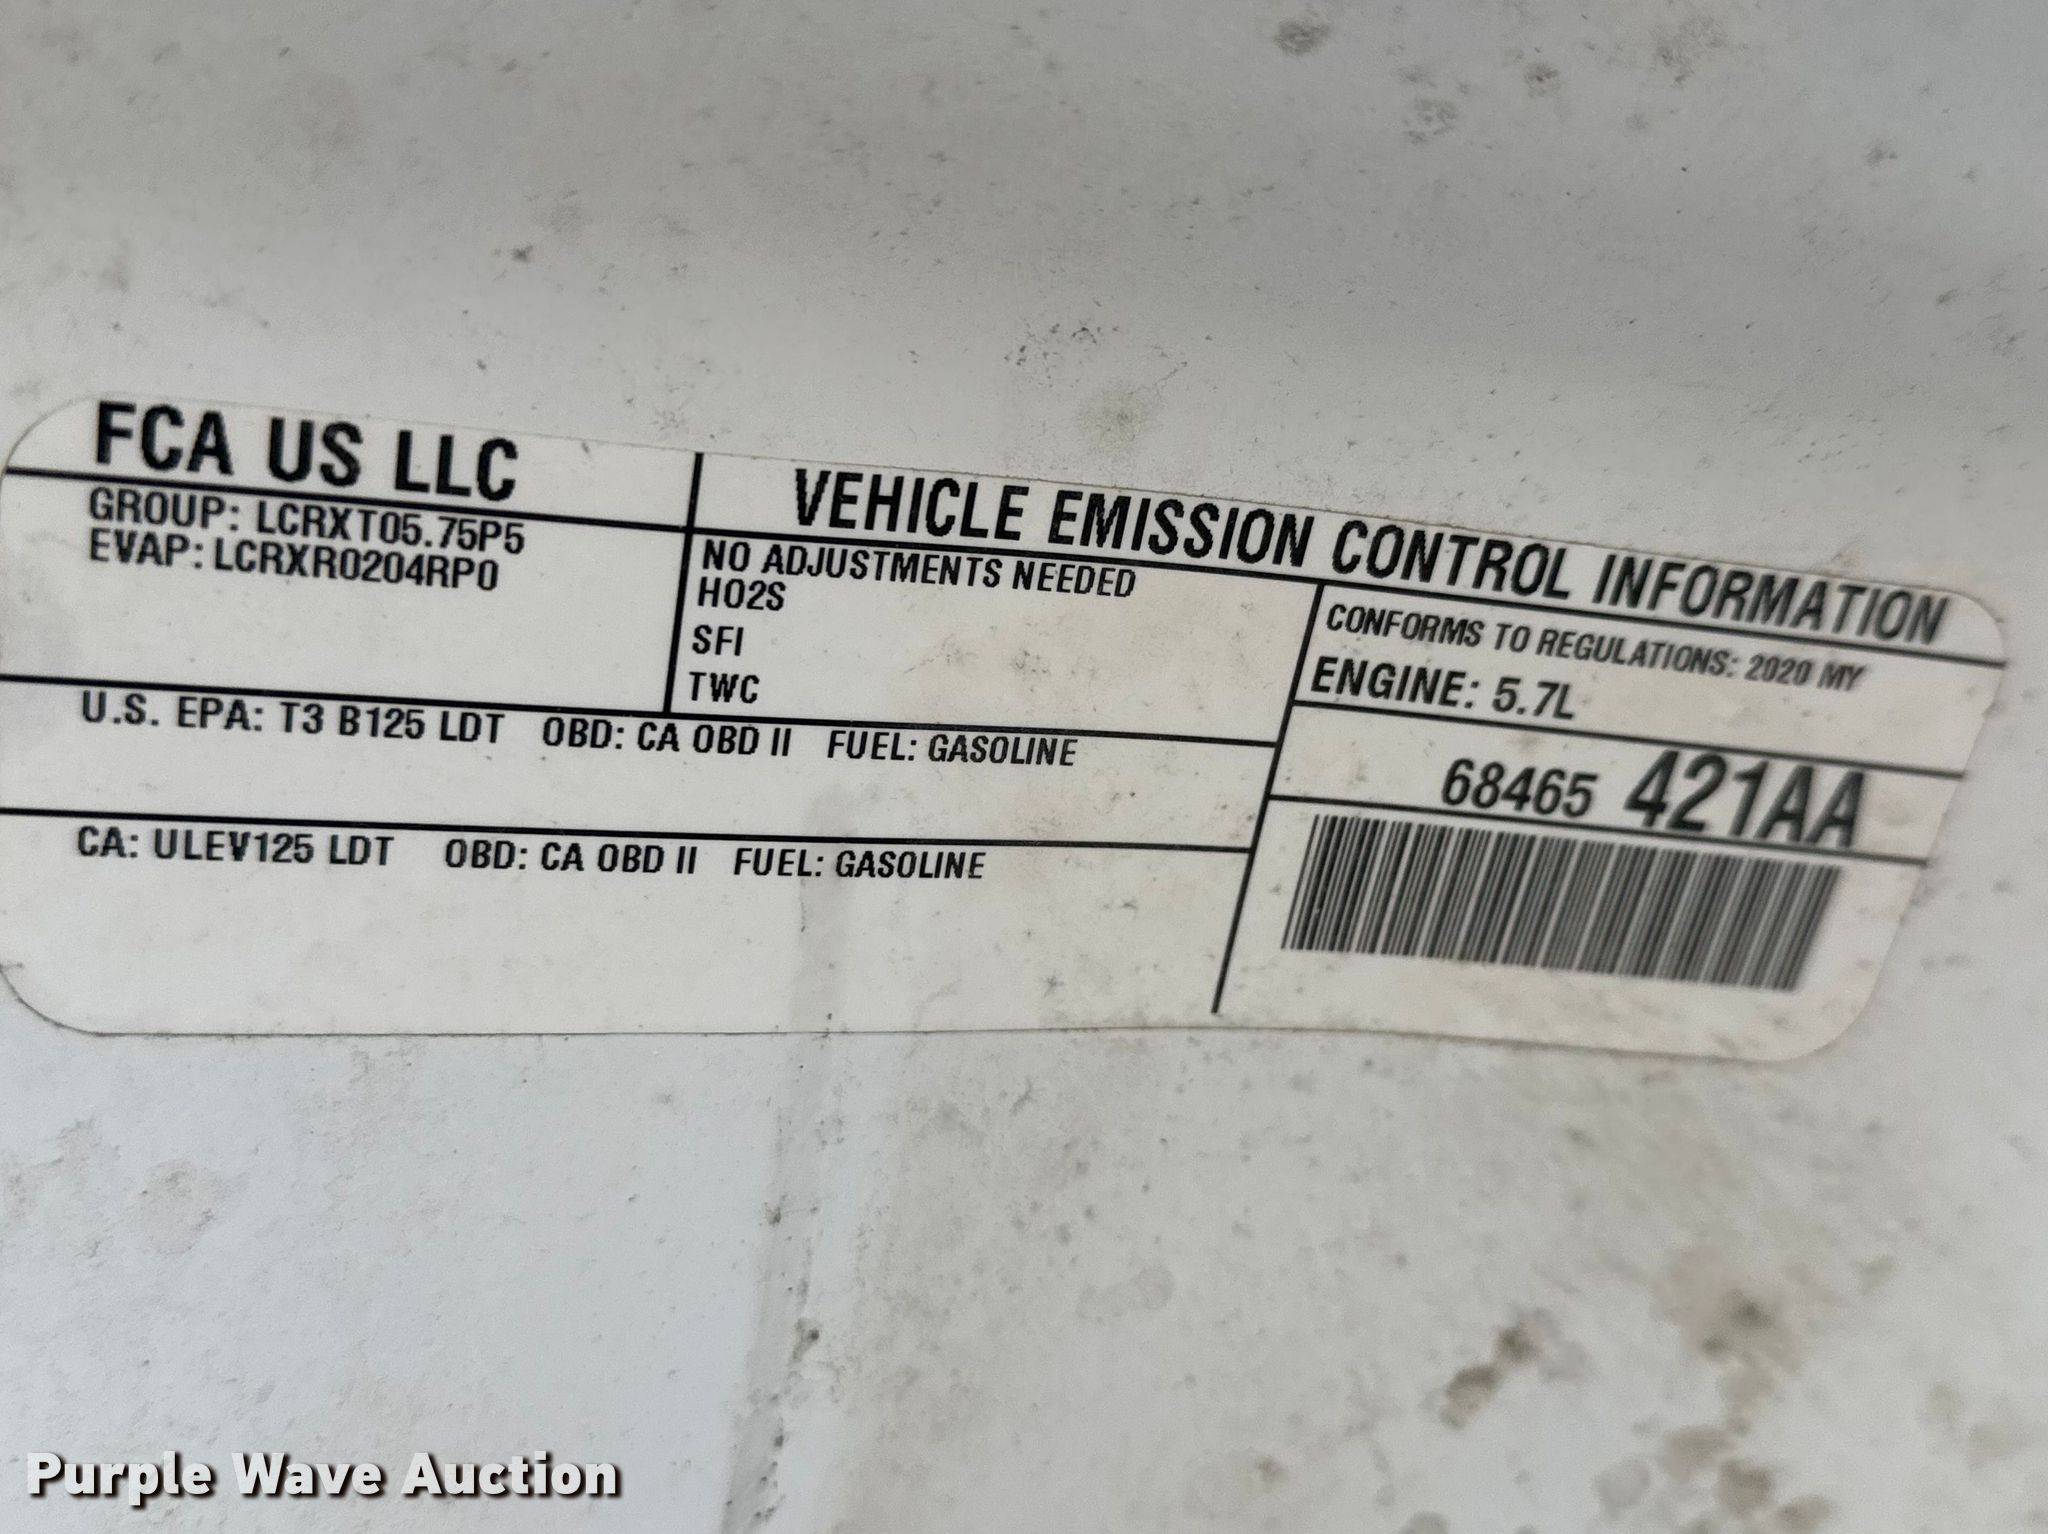 FCA US LLC
VEHICLE EMISSION CONTROL INFORMATION
GROUP: LCRXT05.75P5
EVAP: LCRXR0204RP0
NO ADJUSTMENTS NEEDED
HO2S
SFI
TWC
CONFORMS TO REGULATIONS: 2020 MY
ENGINE: 5.7L
U.S. EPA: T3 B125 LDT OBD: CA OBD II FUEL: GASOLINE
68465 421AA
CA: ULEV125 LDT OBD: CA OBD II FUEL: GASOLINE
Purple Wave Auction